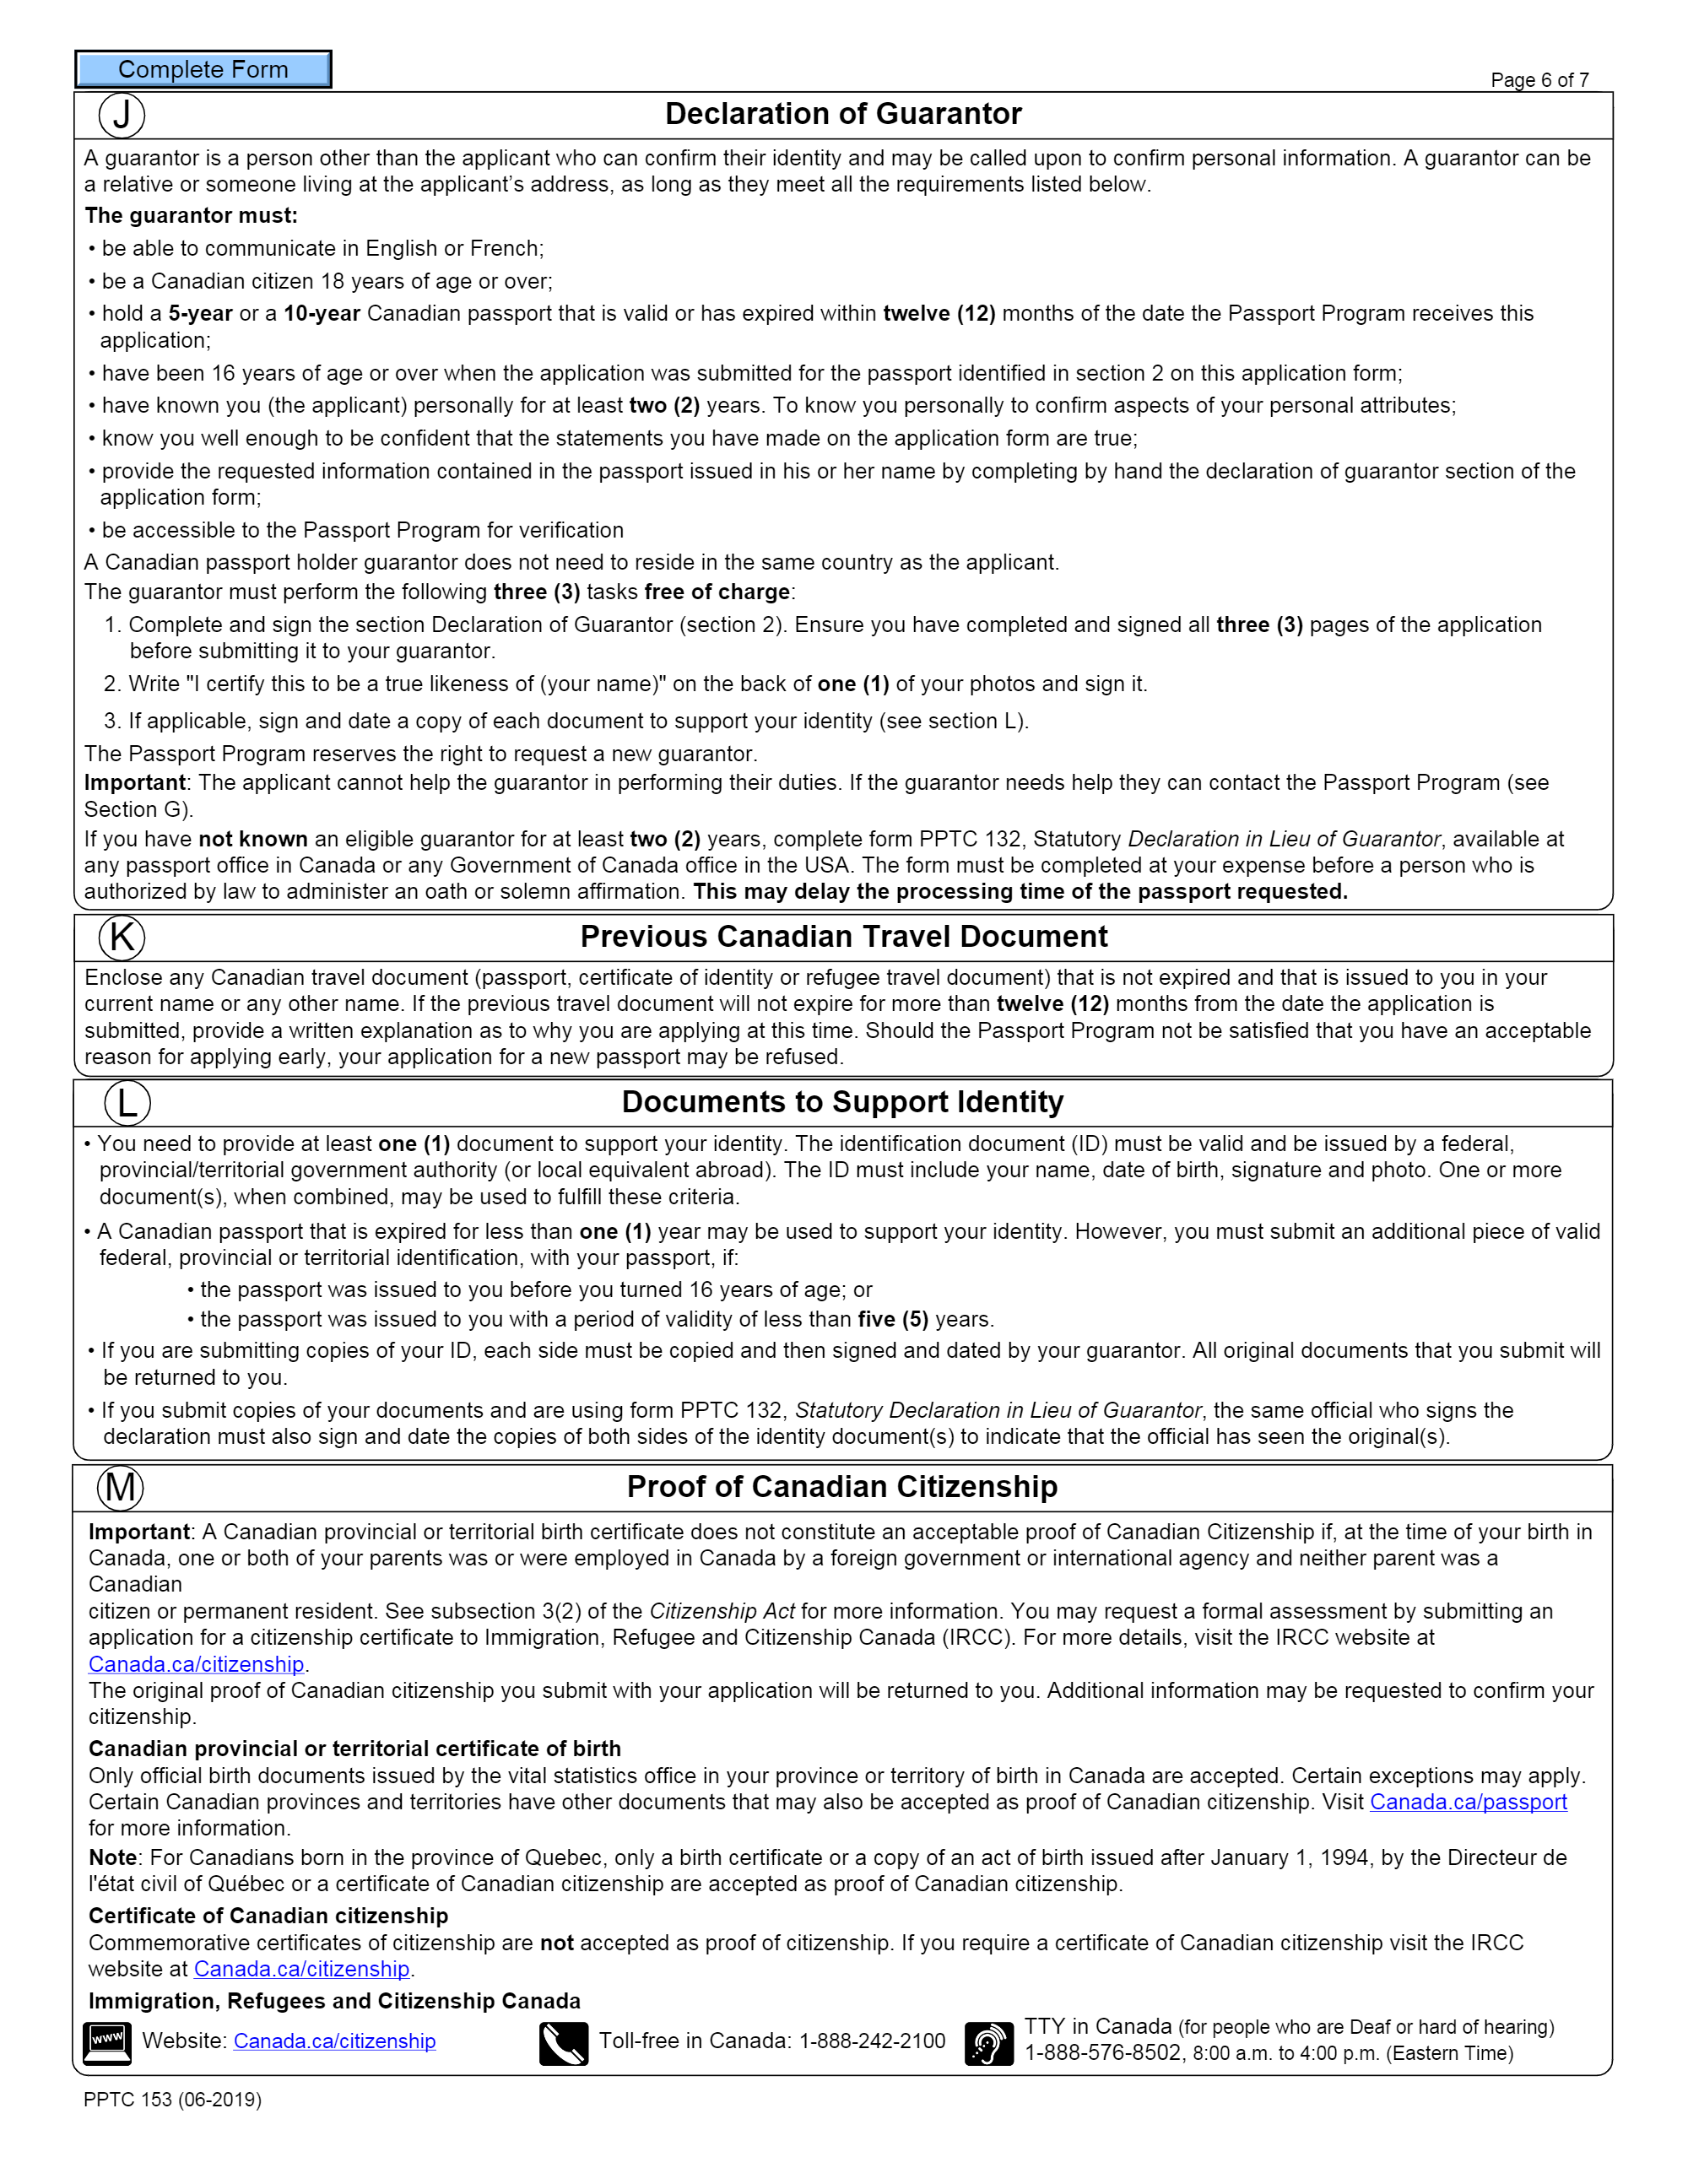 Complete Form
Page 6 of 7
J
Declaration of Guarantor
A guarantor is a person other than the applicant who can confirm their identity and may be called upon to confirm personal information. A guarantor can be
a relative or someone living at the applicant's address, as long as they meet all the requirements listed below.
The guarantor must:
• be able to communicate in English or French;
• be a Canadian citizen 18 years of age or over;
• hold a 5-year or a 10-year Canadian passport that is valid or has expired within twelve (12) months of the date the Passport Program receives this
application;
• have been 16 years of age or over when the application was submitted for the passport identified in section 2 on this application form;
• have known you (the applicant) personally for at least two (2) years. To know you personally to confirm aspects of your personal attributes;
• know you well enough to be confident that the statements you have made on the application form are true;
• provide the requested information contained in the passport issued in his or her name by completing by hand the declaration of guarantor section of the
application form;
• be accessible to the Passport Program for verification
A Canadian passport holder guarantor does not need to reside in the same country as the applicant.
The guarantor must perform the following three (3) tasks free of charge:
1. Complete and sign the section Declaration of Guarantor (section 2). Ensure you have completed and signed all three (3) pages of the application
before submitting it to your guarantor.
2. Write "I certify this to be a true likeness of (your name)" on the back of one (1) of your photos and sign it.
3. If applicable, sign and date a copy of each document to support your identity (see section L).
The Passport Program reserves the right to request a new guarantor.
Important: The applicant cannot help the guarantor in performing their duties. If the guarantor needs help they can contact the Passport Program (see
Section G).
If you have not known an eligible guarantor for at least two (2) years, complete form PPTC 132, Statutory Declaration in Lieu of Guarantor, available at
any passport office in Canada or any Government of Canada office in the USA. The form must be completed at your expense before a person who is
authorized by law to administer an oath or solemn affirmation. This may delay the processing time of the passport requested.
K
Previous Canadian Travel Document
Enclose any Canadian travel document (passport, certificate of identity or refugee travel document) that is not expired and that is issued to you in your
current name or any other name. If the previous travel document will not expire for more than twelve (12) months from the date the application is
submitted, provide a written explanation as to why you are applying at this time. Should the Passport Program not be satisfied that you have an acceptable
reason for applying early, your application for a new passport may be refused.
L
Documents to Support Identity
• You need to provide at least one (1) document to support your identity. The identification document (ID) must be valid and be issued by a federal,
provincial/territorial government authority (or local equivalent abroad). The ID must include your name, date of birth, signature and photo. One or more
document(s), when combined, may be used to fulfill these criteria.
• A Canadian passport that is expired for less than one (1) year may be used to support your identity. However, you must submit an additional piece of valid
federal, provincial or territorial identification, with your passport, if:
• the passport was issued to you before you turned 16 years of age; or
• the passport was issued to you with a period of validity of less than five (5) years.
• If you are submitting copies of your ID, each side must be copied and then signed and dated by your guarantor. All original documents that you submit will
be returned to you.
• If you submit copies of your documents and are using form PPTC 132, Statutory Declaration in Lieu of Guarantor, the same official who signs the
declaration must also sign and date the copies of both sides of the identity document(s) to indicate that the official has seen the original(s).
M
Proof of Canadian Citizenship
Important: A Canadian provincial or territorial birth certificate does not constitute an acceptable proof of Canadian Citizenship if, at the time of your birth in
Canada, one or both of your parents was or were employed in Canada by a foreign government or international agency and neither parent was a
Canadian
citizen or permanent resident. See subsection 3(2) of the Citizenship Act for more information. You may request a formal assessment by submitting an
application for a citizenship certificate to Immigration, Refugee and Citizenship Canada (IRCC). For more details, visit the IRCC website at
Canada.ca/citizenship.
The original proof of Canadian citizenship you submit with your application will be returned to you. Additional information may be requested to confirm your
citizenship.
Canadian provincial or territorial certificate of birth
Only official birth documents issued by the vital statistics office in your province or territory of birth in Canada are accepted. Certain exceptions may apply.
Certain Canadian provinces and territories have other documents that may also be accepted as proof of Canadian citizenship. Visit Canada.ca/passport
for more information.
Note: For Canadians born in the province of Quebec, only a birth certificate or a copy of an act of birth issued after January 1, 1994, by the Directeur de
l'état civil of Québec or a certificate of Canadian citizenship are accepted as proof of Canadian citizenship.
Certificate of Canadian citizenship
Commemorative certificates of citizenship are not accepted as proof of citizenship. If you require a certificate of Canadian citizenship visit the IRCC
website at Canada.ca/citizenship.
Immigration, Refugees and Citizenship Canada
www
Website: Canada.ca/citizenship
Toll-free in Canada: 1-888-242-2100
TTY in Canada (for people who are Deaf or hard of hearing)
1-888-576-8502, 8:00 a.m. to 4:00 p.m. (Eastern Time)
PPTC 153 (06-2019)